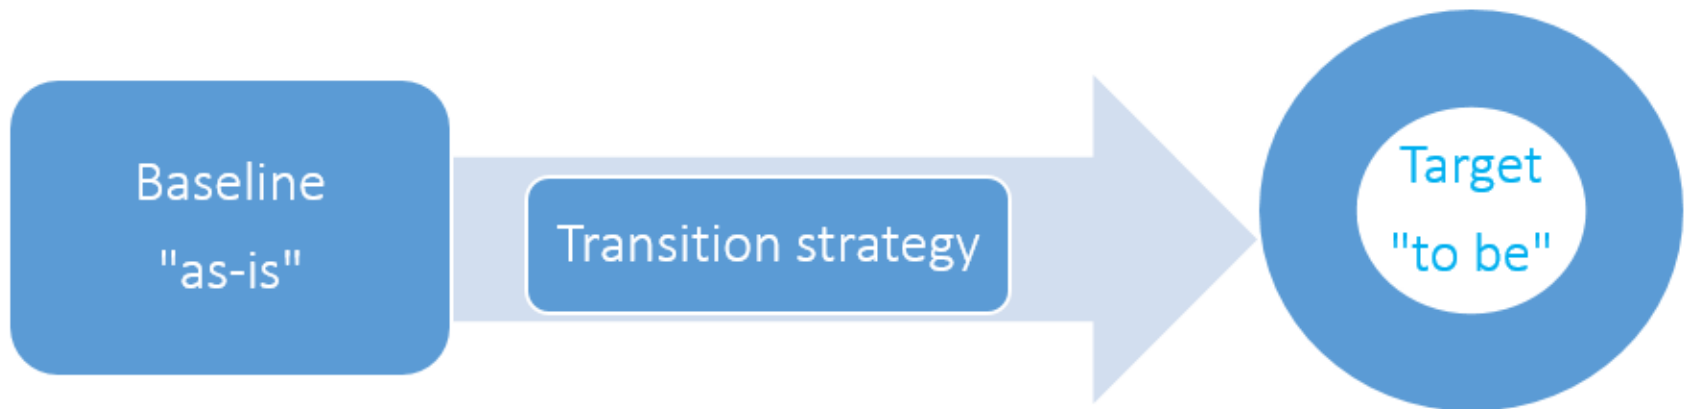 Baseline
"as-is"
Transition strategy
Target
"to be"